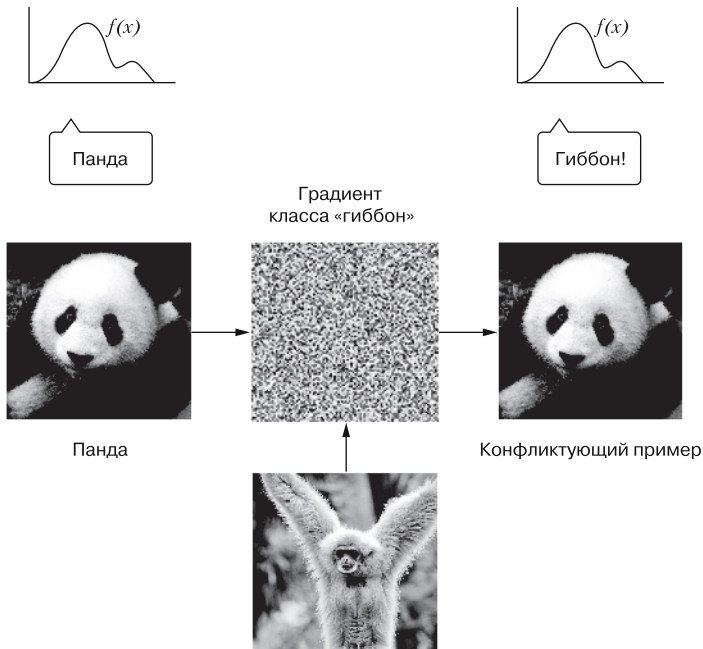 f(x)
f(x)
Панда
Гиббон!
Градиент
класса «гиббон»
Панда
Конфликтующий пример